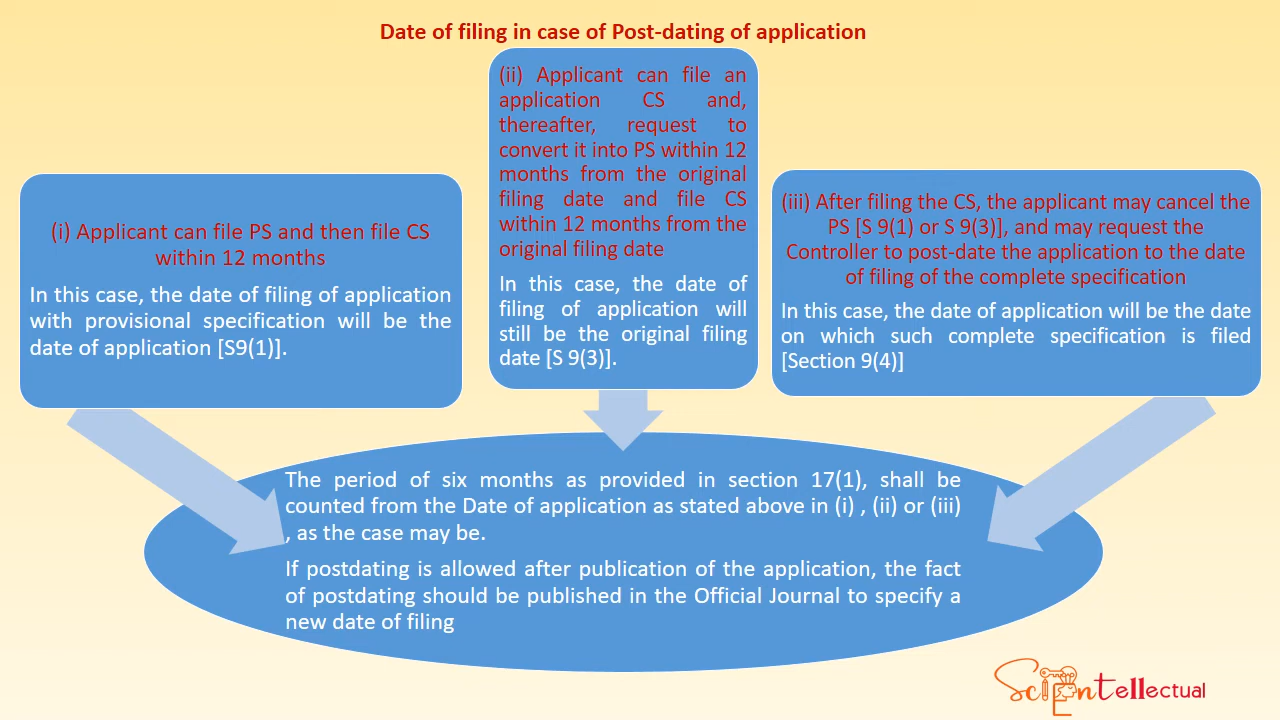 Date of filing in case of Post-dating of application
(i) Applicant can file PS and then file CS
within 12 months
In this case, the date of filing of application
with provisional specification will be the
date of application [S9(1)].
(ii) Applicant can file an
application CS and,
thereafter, request to
convert it into PS within 12
months from the original
filing date and file CS
within 12 months from the
original filing date
In this case, the date of
filing of application will
still be the original filing
date [S 9(3)].
(iii) After filing the CS, the applicant may cancel the
PS [S 9(1) or S 9(3)], and may request the
Controller to post-date the application to the date
of filing of the complete specification
In this case, the date of application will be the date
on which such complete specification is filed
[Section 9(4)]
The period of six months as provided in section 17(1), shall be
counted from the Date of application as stated above in (i) , (ii) or (iii)
, as the case may be.
If postdating is allowed after publication of the application, the fact
of postdating should be published in the Official Journal to specify a
new date of filing
SciEntellectual